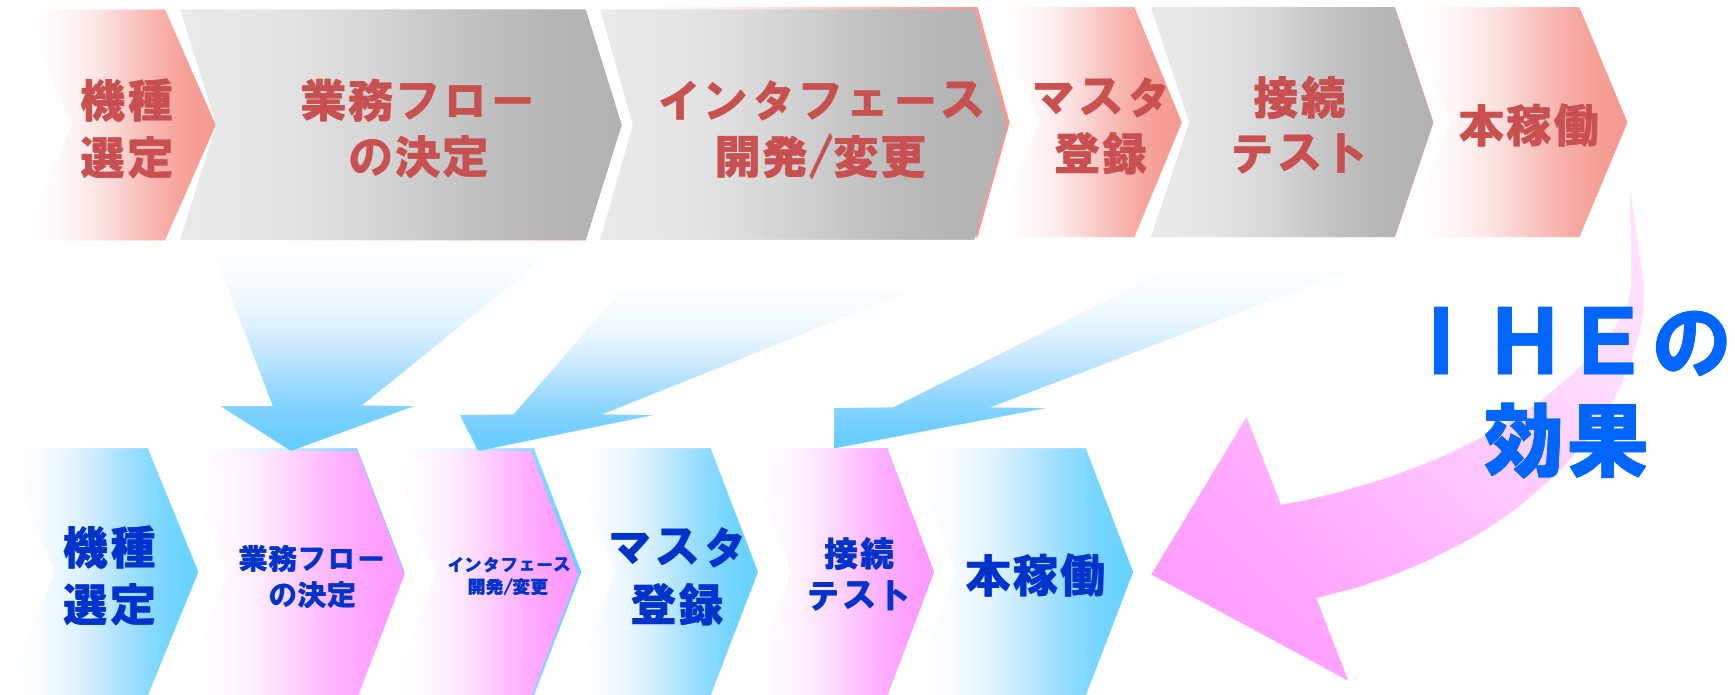 機種
選定
業務フロー
の決定
インタフェース
開発/変更
マスタ
登録
接続
テスト
本稼働
ＩＨＥの
効果
機種
選定
業務フロー
の決定
インタフェース
開発/変更
マスタ
登録
接続
テスト
本稼働